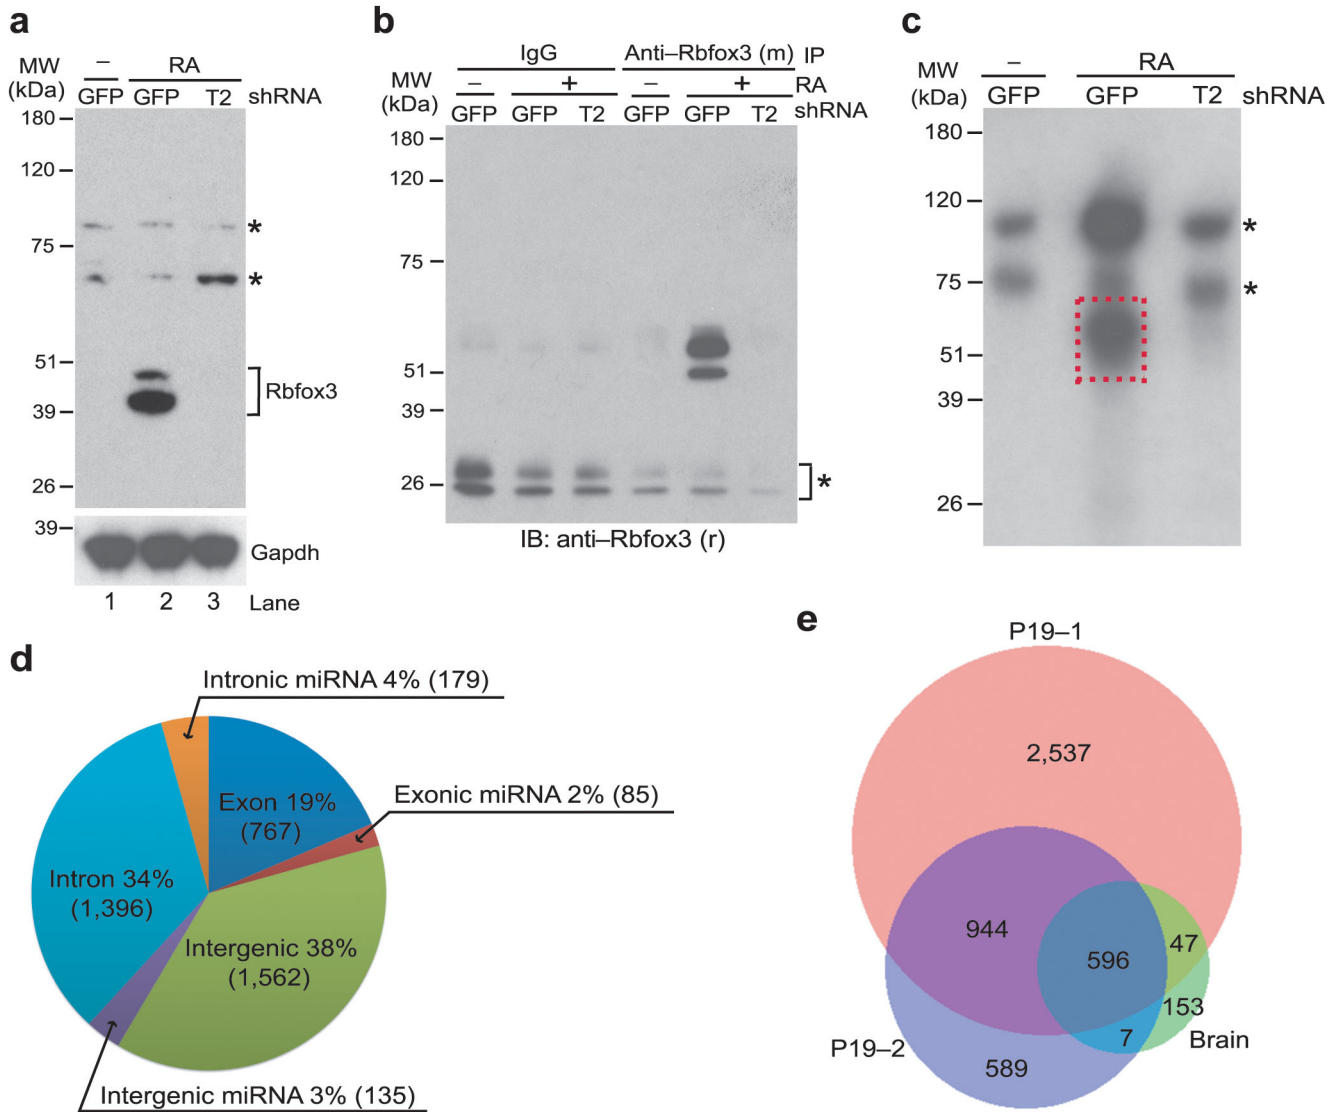 a
MW
(kDa)
– RA
GFP GFP T2 shRNA
180
120
75
51
39
26
*
*
Rbfox3
39
Gapdh
1 2 3 Lane
b
IgG Anti–Rbfox3 (m) IP
MW
(kDa)
– + – + RA
GFP GFP T2 GFP GFP T2 shRNA
180
120
75
51
39
26
*
IB: anti–Rbfox3 (r)
c
MW
(kDa)
– RA
GFP GFP T2 shRNA
180
120
75
51
39
26
*
*
d
Intronic miRNA 4% (179)
Exon 19%
(767)
Exonic miRNA 2% (85)
Intron 34%
(1,396)
Intergenic 38%
(1,562)
Intergenic miRNA 3% (135)
e
P19–1
2,537
944
596
47
153
7
589
P19–2
Brain